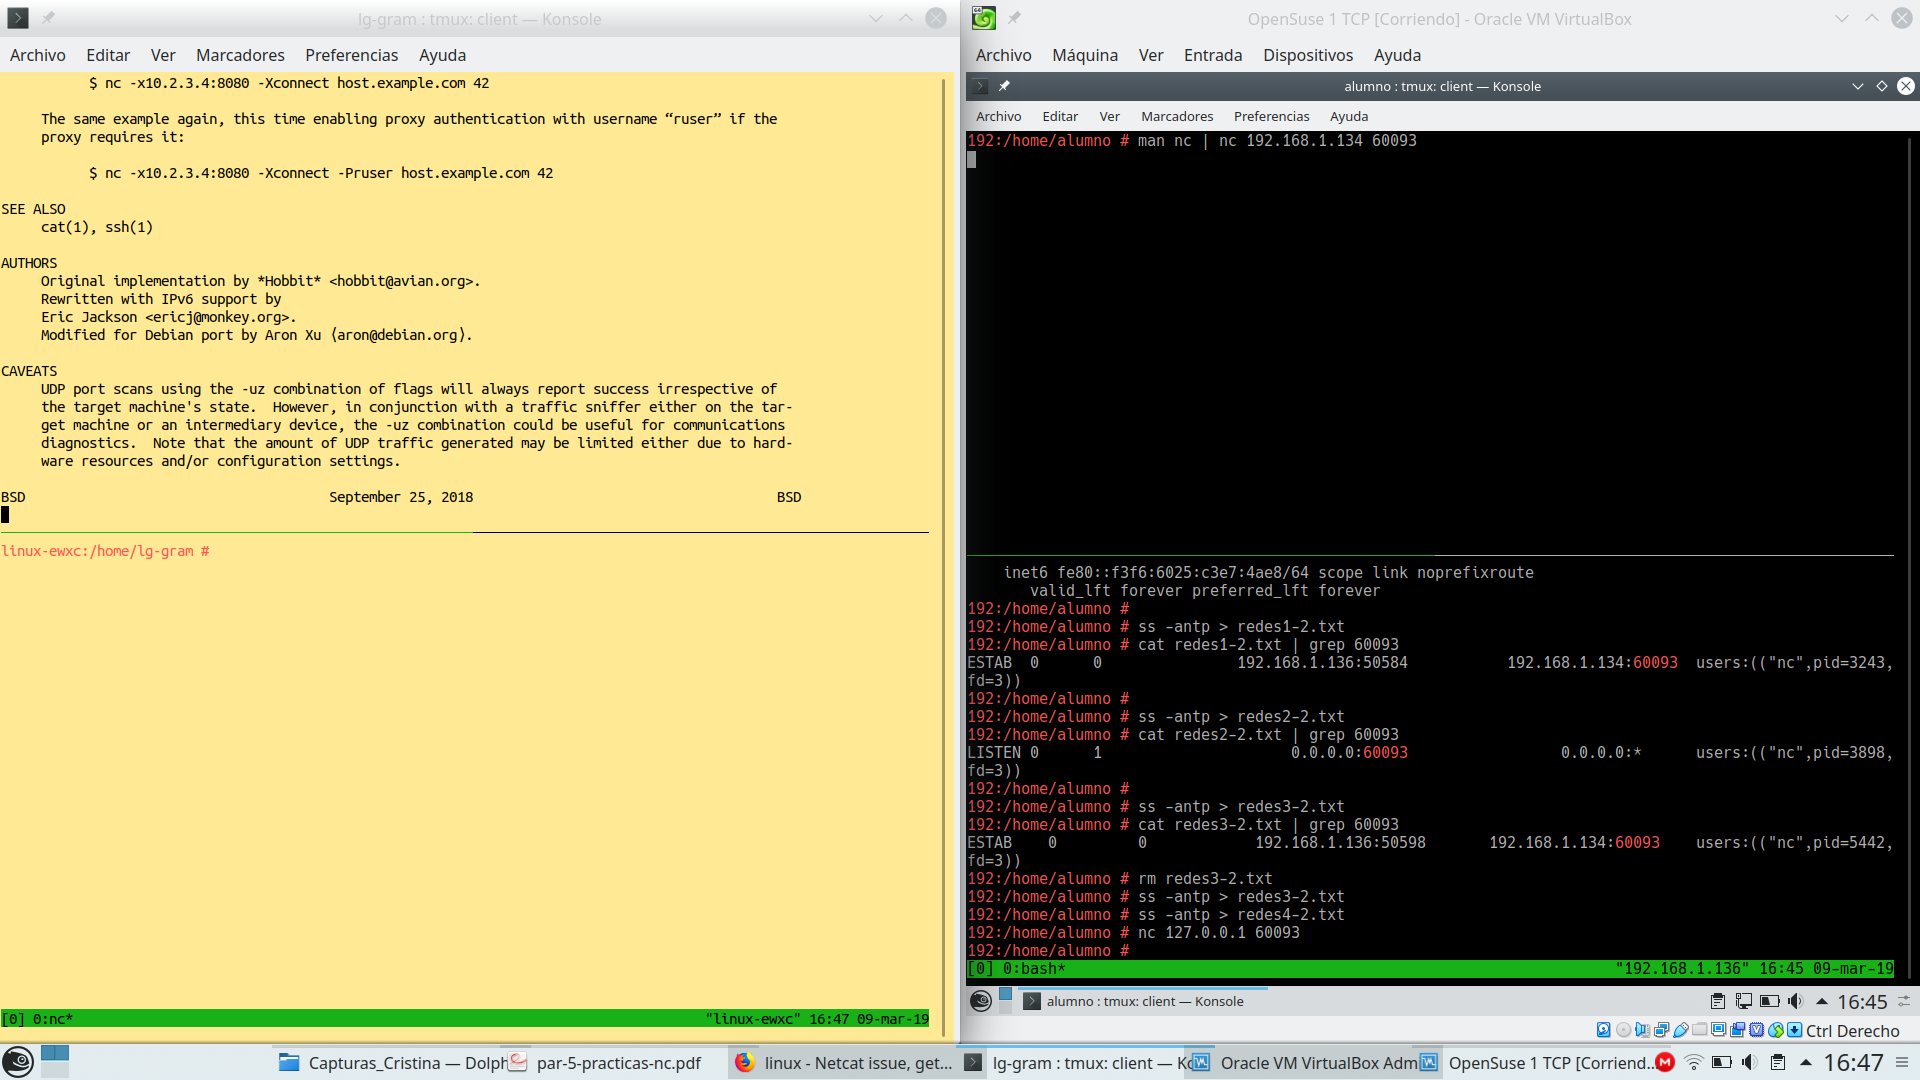 lg-gram : tmux: client — Konsole
Archivo Editar Ver Marcadores Preferencias Ayuda
$ nc -x10.2.3.4:8080 -Xconnect host.example.com 42
The same example again, this time enabling proxy authentication with username “ruser” if the
proxy requires it:
$ nc -x10.2.3.4:8080 -Xconnect -Pruser host.example.com 42
SEE ALSO
cat(1), ssh(1)
AUTHORS
Original implementation by *Hobbit* <hobbit@avian.org>.
Rewritten with IPv6 support by
Eric Jackson <ericj@monkey.org>.
Modified for Debian port by Aron Xu ⟨aron@debian.org⟩.
CAVEATS
UDP port scans using the -uz combination of flags will always report success irrespective of
the target machine's state.  However, in conjunction with a traffic sniffer either on the tar-
get machine or an intermediary device, the -uz combination could be useful for communications
diagnostics.  Note that the amount of UDP traffic generated may be limited either due to hard-
ware resources and/or configuration settings.
BSD September 25, 2018 BSD
linux-ewxc:/home/lg-gram #
[0] 0:nc* "linux-ewxc" 16:47 09-mar-19
OpenSuse 1 TCP [Corriendo] - Oracle VM VirtualBox
Archivo Máquina Ver Entrada Dispositivos Ayuda
alumno : tmux: client — Konsole
Archivo Editar Ver Marcadores Preferencias Ayuda
192:/home/alumno # man nc | nc 192.168.1.134 60093
inet6 fe80::f3f6:6025:c3e7:4ae8/64 scope link noprefixroute
valid_lft forever preferred_lft forever
192:/home/alumno #
192:/home/alumno # ss -antp > redes1-2.txt
192:/home/alumno # cat redes1-2.txt | grep 60093
ESTAB 0 0 192.168.1.136:50584 192.168.1.134:60093 users:(("nc",pid=3243,
fd=3))
192:/home/alumno #
192:/home/alumno # ss -antp > redes2-2.txt
192:/home/alumno # cat redes2-2.txt | grep 60093
LISTEN 0 1 0.0.0.0:60093 0.0.0.0:* users:(("nc",pid=3898,
fd=3))
192:/home/alumno #
192:/home/alumno # ss -antp > redes3-2.txt
192:/home/alumno # cat redes3-2.txt | grep 60093
ESTAB 0 0 192.168.1.136:50598 192.168.1.134:60093 users:(("nc",pid=5442,
fd=3))
192:/home/alumno # rm redes3-2.txt
192:/home/alumno # ss -antp > redes3-2.txt
192:/home/alumno # ss -antp > redes4-2.txt
192:/home/alumno # nc 127.0.0.1 60093
192:/home/alumno #
[0] 0:bash* "192.168.1.136" 16:45 09-mar-19
alumno : tmux: client — Konsole 16:45
Ctrl Derecho
Capturas_Cristina — Dolph par-5-practicas-nc.pdf linux - Netcat issue, get... lg-gram : tmux: client — Ko Oracle VM VirtualBox Adm OpenSuse 1 TCP [Corriend... 16:47